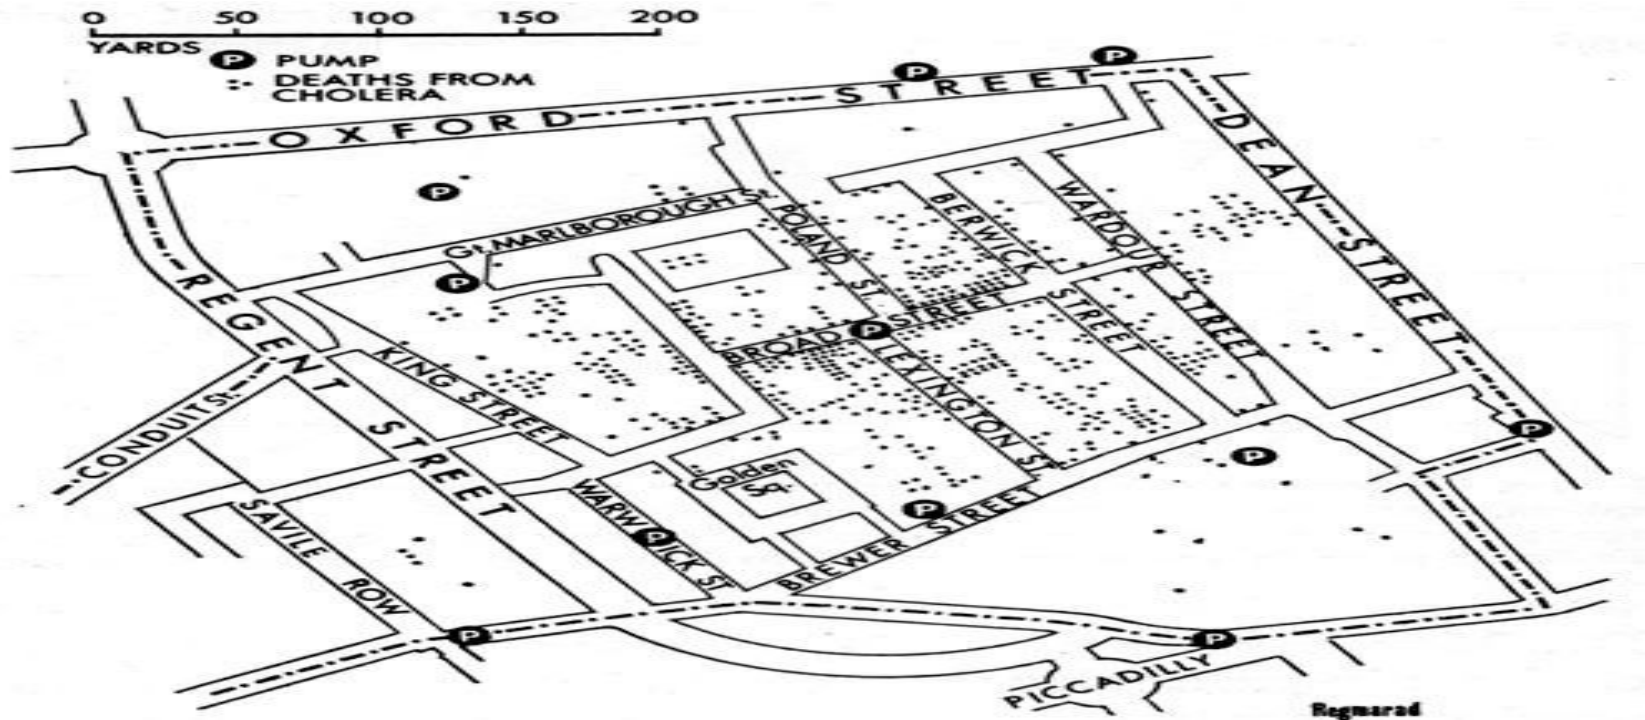 0 50 100 150 200
YARDS
P PUMP
DEATHS FROM
CHOLERA
P
P
OXFORD STREET
DEAN STREET
P
Gt. MARLBOROUGH St.
POLAND ST.
BERWICK STREET
WARDOUR STREET
P
REGENT STREET
BROAD STREET
P
KING STREET
LEXINGTON ST.
CONDUIT St.
P
P
Golden
Sq.
SAVILE ROW
WARWICK ST
P
P
BREWER STREET
P
P
PICCADILLY
Regmarad